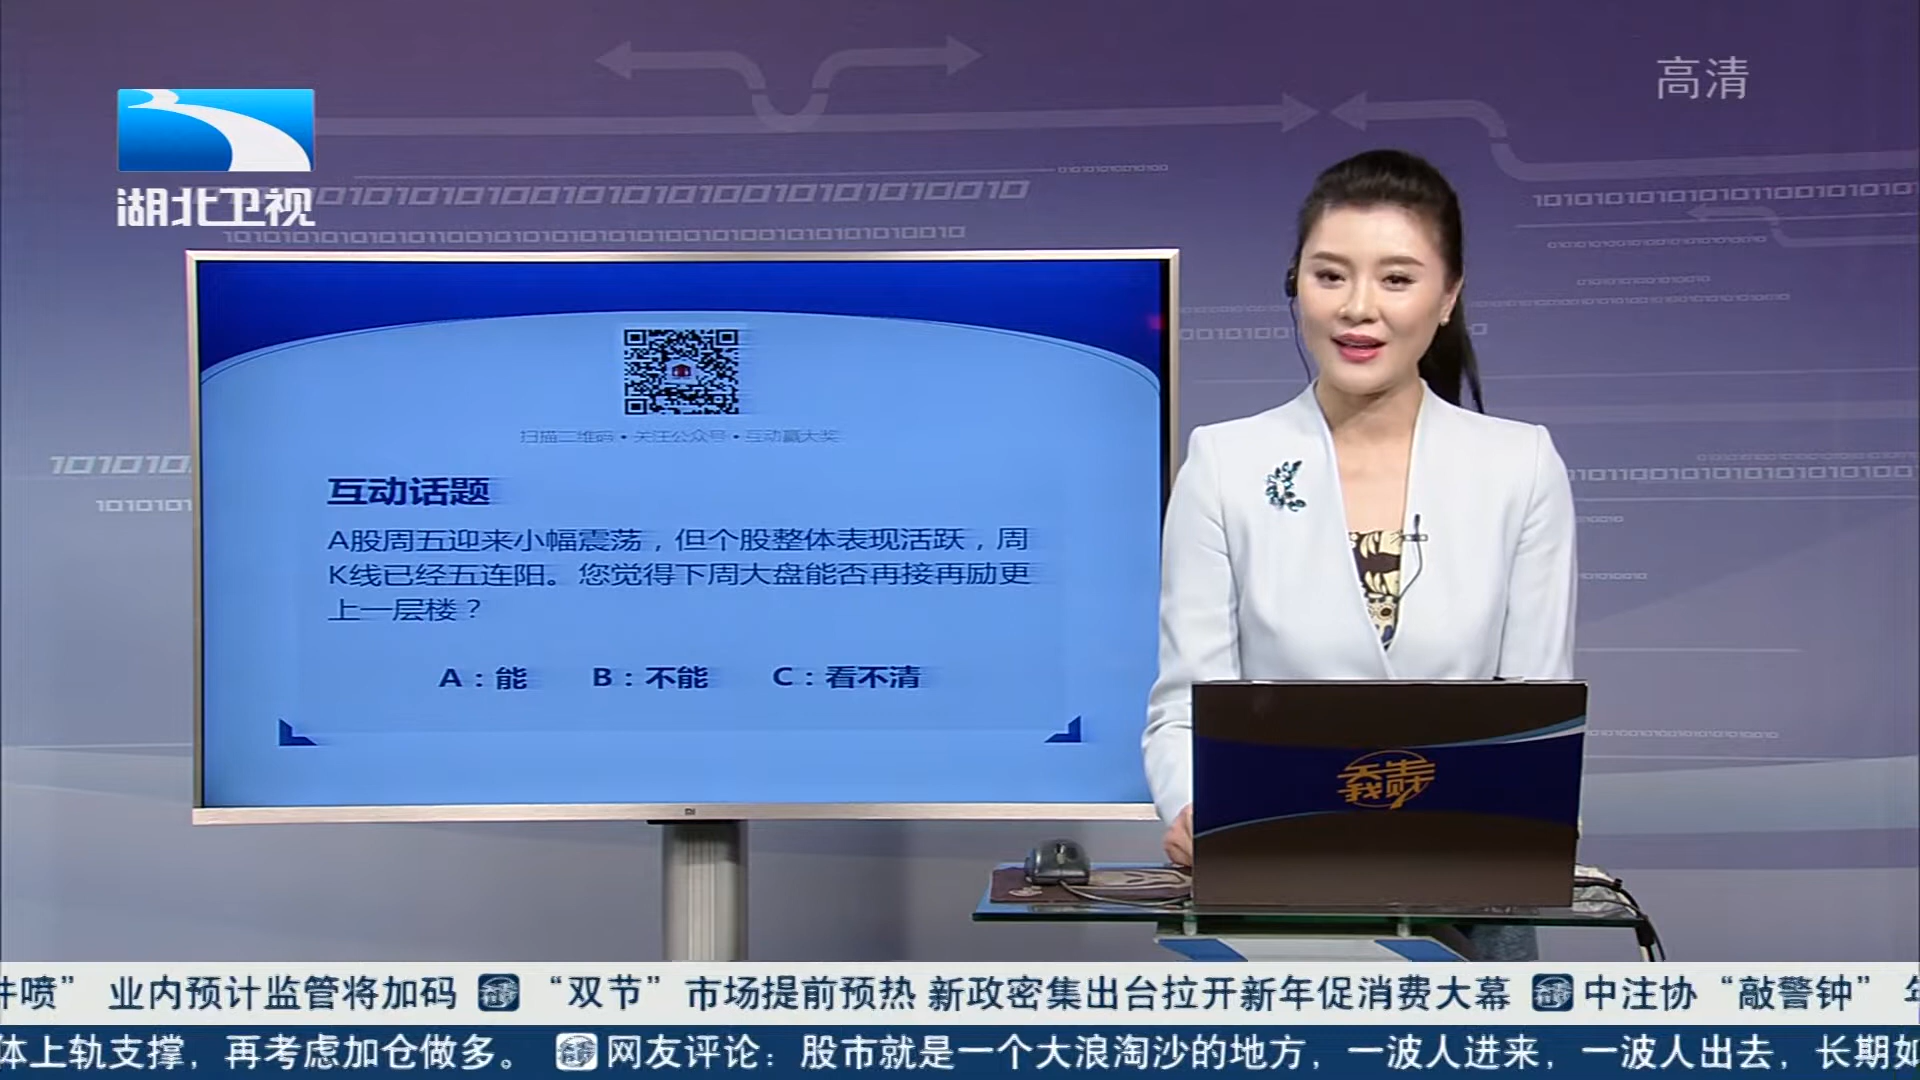 高清
湖北卫视
扫描二维码·关注公众号·互动赢大奖
互动话题
A股周五迎来小幅震荡，但个股整体表现活跃，周
K线已经五连阳。您觉得下周大盘能否再接再励更
上一层楼？
A：能 B：不能 C：看不清
天生我财
井喷” 业内预计监管将加码 “双节”市场提前预热 新政密集出台拉开新年促消费大幕 中注协“敲警钟”
体上轨支撑，再考虑加仓做多。 网友评论：股市就是一个大浪淘沙的地方，一波人进来，一波人出去，长期如